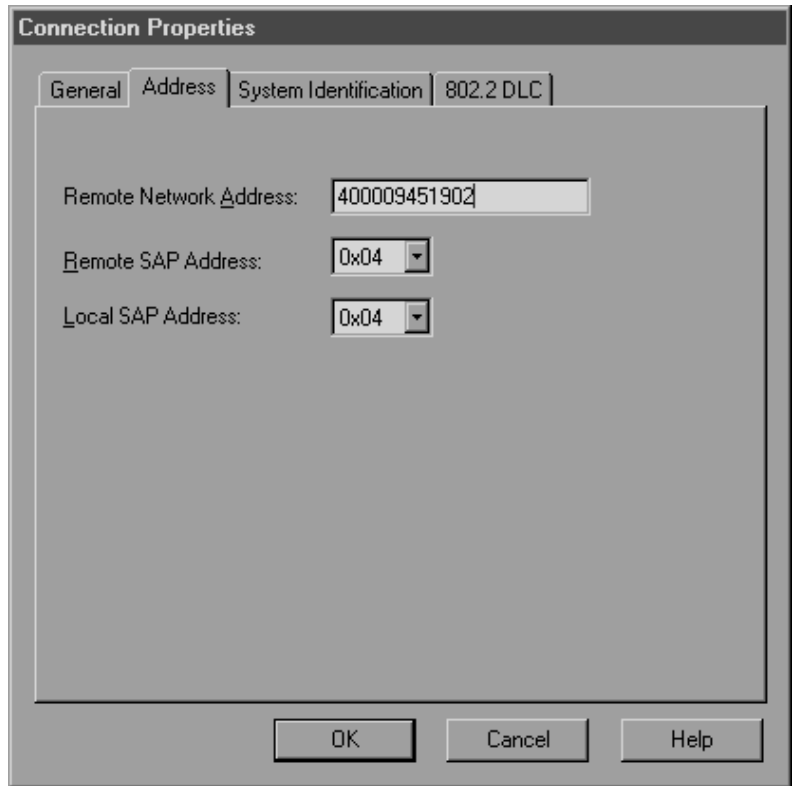 Connection Properties
General Address System Identification 802.2 DLC
Remote Network Address: 400009451902
Remote SAP Address: 0x04
Local SAP Address: 0x04
OK Cancel Help